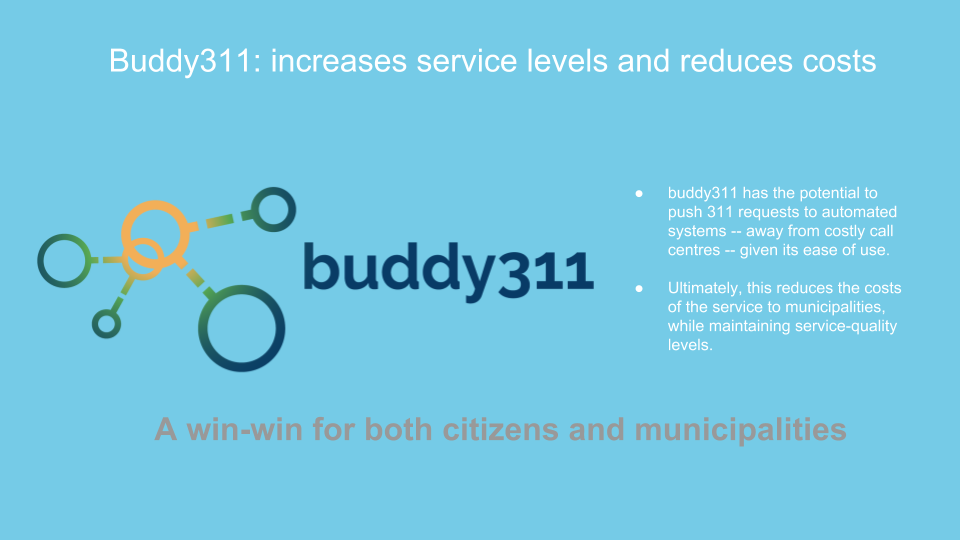 Buddy311: increases service levels and reduces costs
buddy311
● buddy311 has the potential to
push 311 requests to automated
systems -- away from costly call
centres -- given its ease of use.
● Ultimately, this reduces the costs
of the service to municipalities,
while maintaining service-quality
levels.
A win-win for both citizens and municipalities